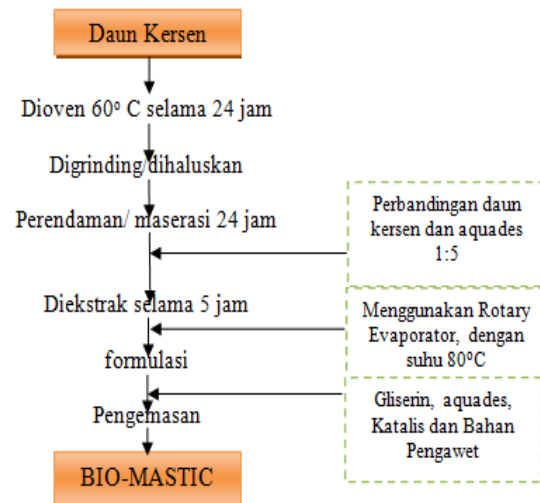 Daun Kersen
Dioven 60º C selama 24 jam
Digrinding/dihaluskan
Perendaman/ maserasi 24 jam
Perbandingan daun
kersen dan aquades
1:5
Diekstrak selama 5 jam
Menggunakan Rotary
Evaporator, dengan
suhu 80ºC
formulasi
Gliserin, aquades,
Katalis dan Bahan
Pengawet
Pengemasan
BIO-MASTIC